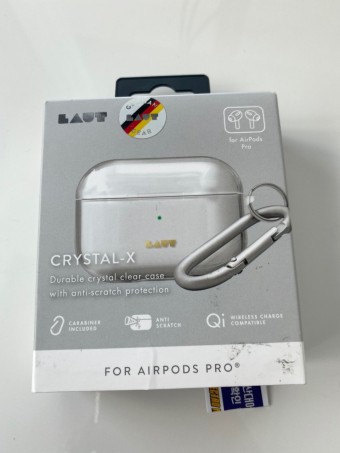 LAUT
for AirPods
Pro
LAUT
CRYSTAL-X
Durable crystal clear case
with anti-scratch protection
CARABINER
INCLUDED
ANTI
SCRATCH
Qi
WIRELESS CHARGE
COMPATIBLE
FOR AIRPODS PRO®